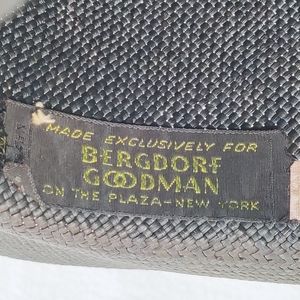 MADE EXCLUSIVELY FOR
BERGDORF
GOODMAN
ON THE PLAZA-NEW YORK